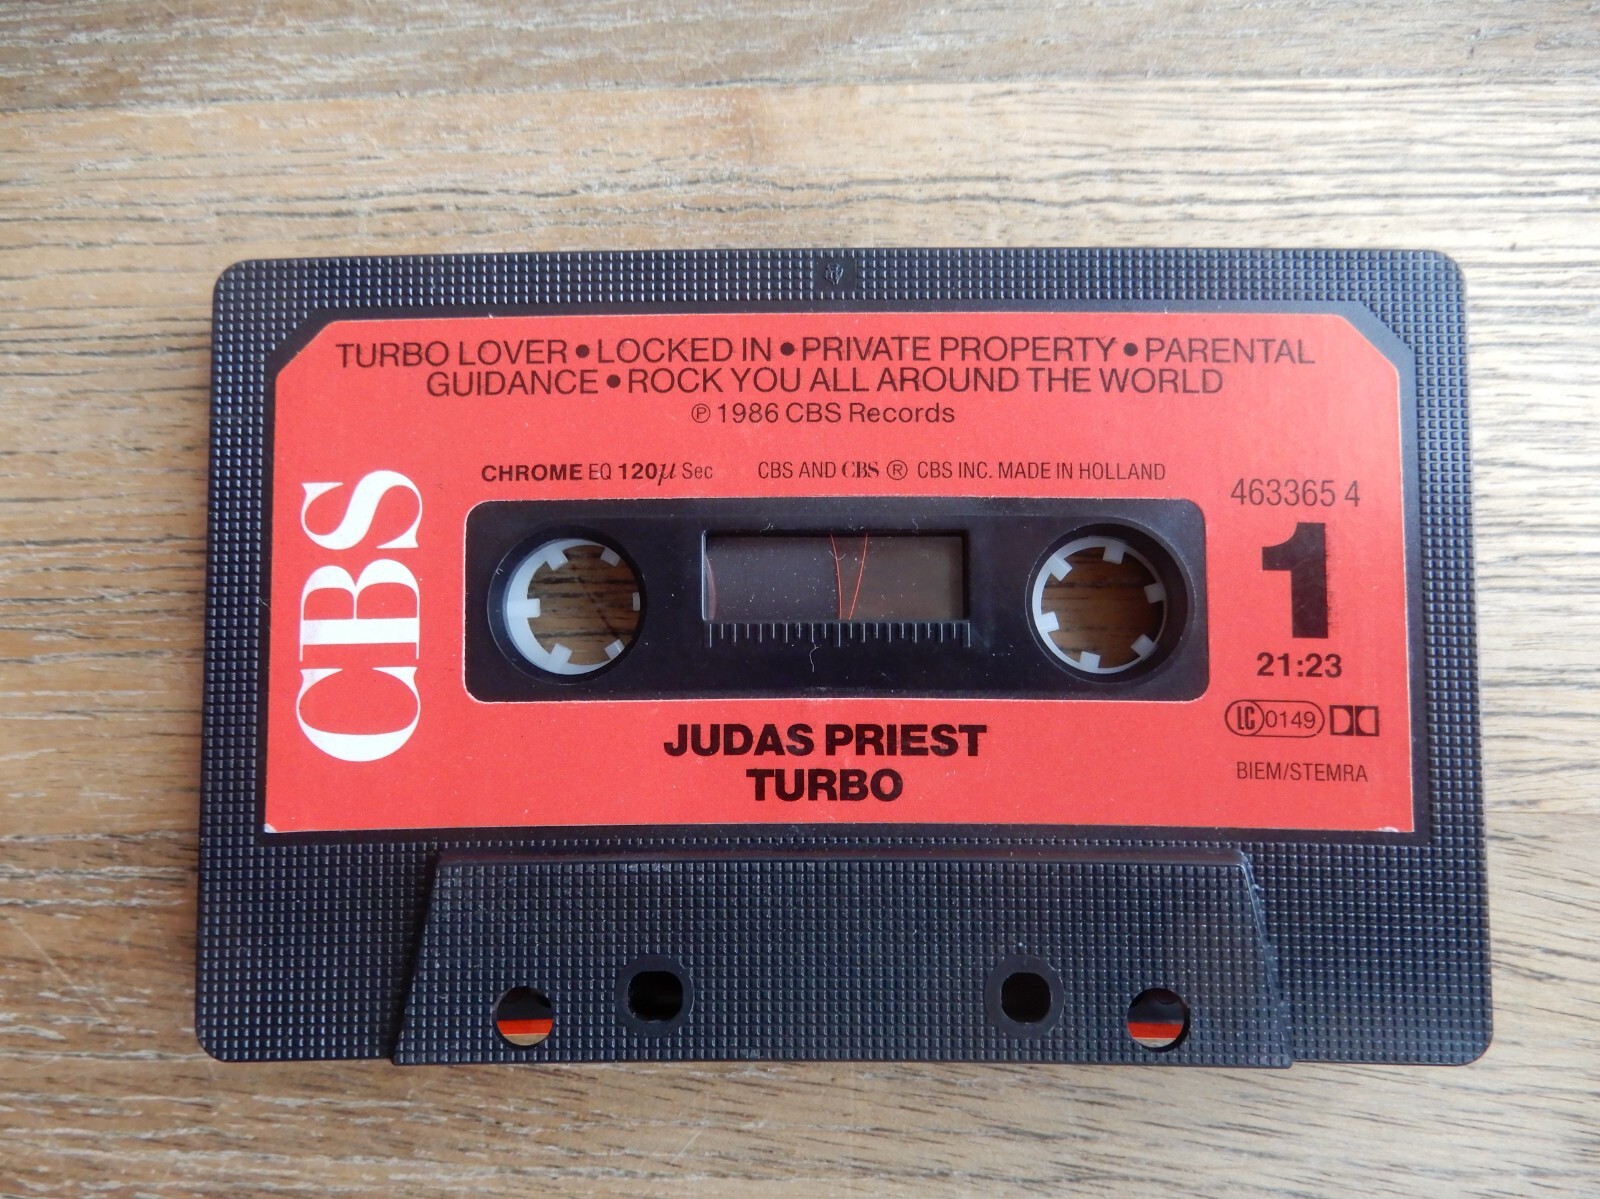 TURBO LOVER • LOCKED IN • PRIVATE PROPERTY • PARENTAL
GUIDANCE • ROCK YOU ALL AROUND THE WORLD
℗ 1986 CBS Records
CHROME EQ 120µ Sec CBS AND CBS ® CBS INC. MADE IN HOLLAND
CBS
463365 4
1
21:23
LC 0149
BIEM/STEMRA
JUDAS PRIEST
TURBO